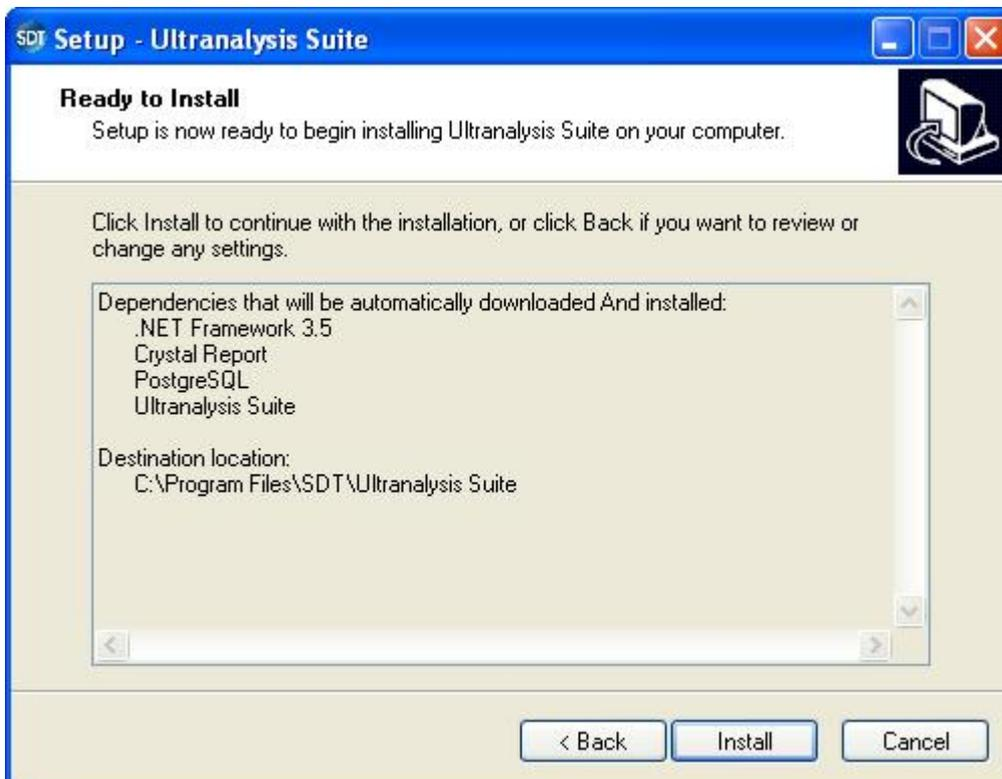 SDT Setup - Ultranalysis Suite
Ready to Install
Setup is now ready to begin installing Ultranalysis Suite on your computer.
Click Install to continue with the installation, or click Back if you want to review or
change any settings.
Dependencies that will be automatically downloaded And installed:
.NET Framework 3.5
Crystal Report
PostgreSQL
Ultranalysis Suite
Destination location:
C:\Program Files\SDT\Ultranalysis Suite
< Back Install Cancel